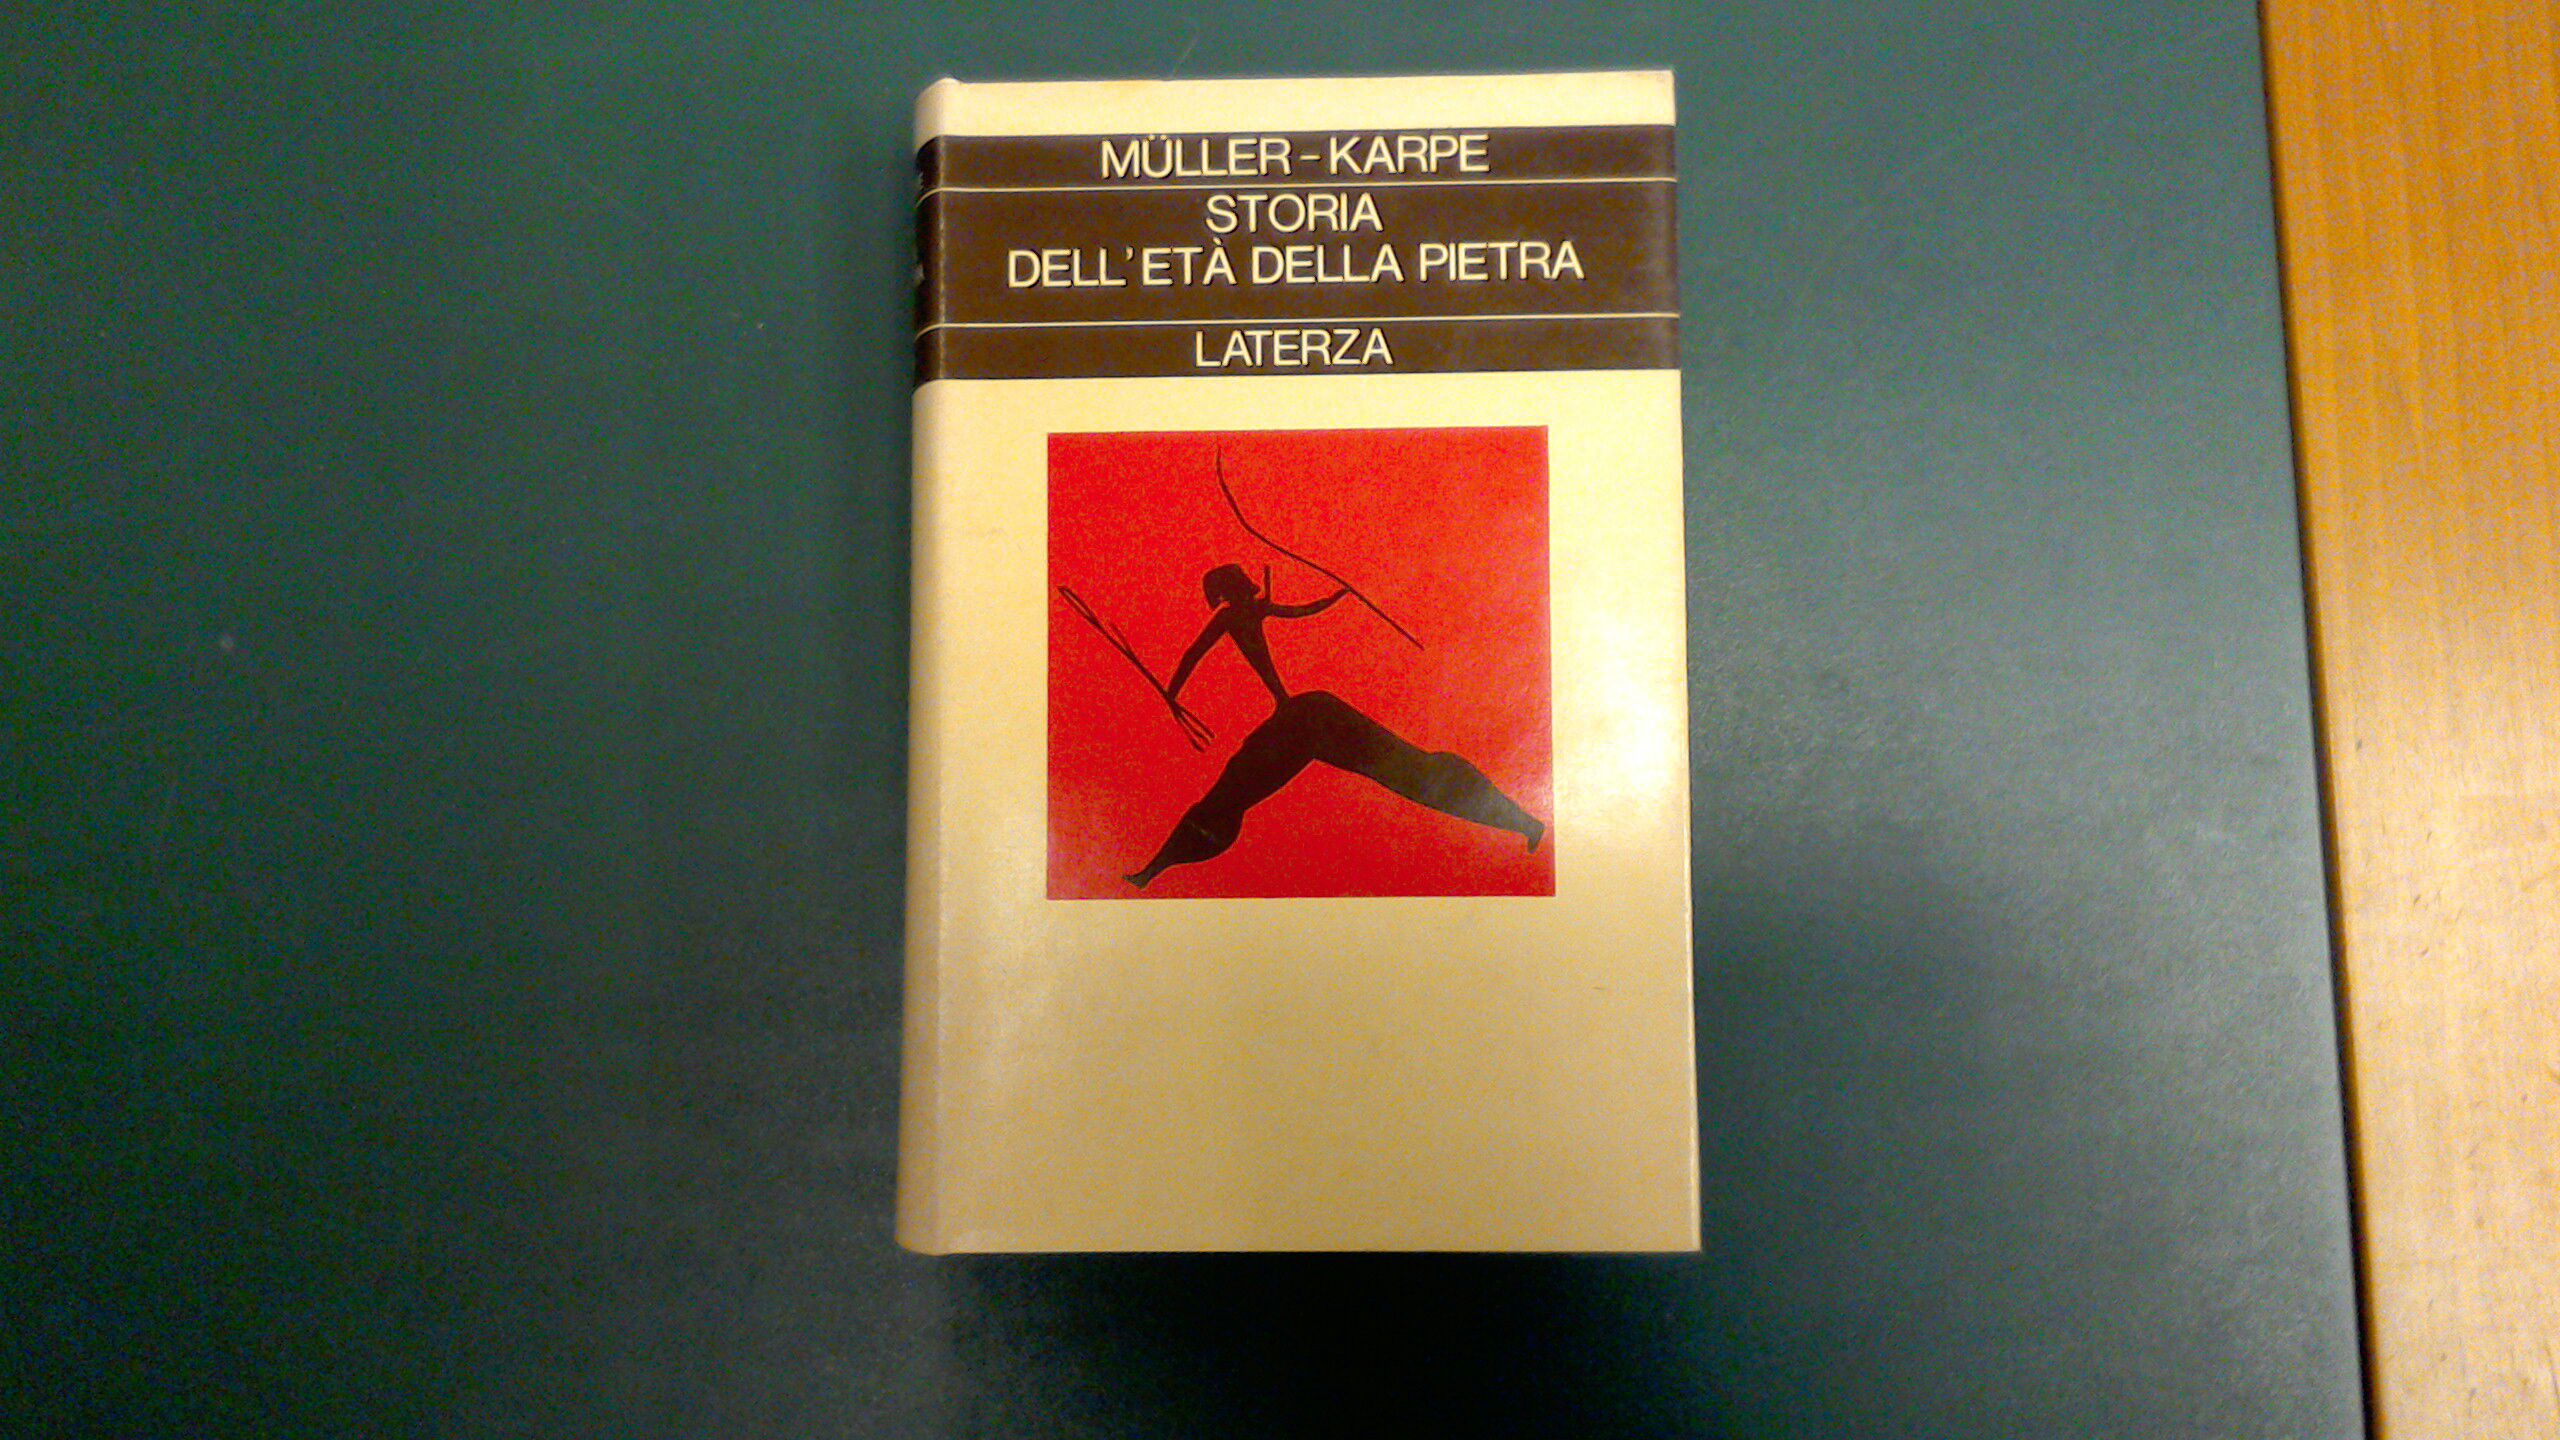 MÜLLER-KARPE
STORIA
DELL'ETÀ DELLA PIETRA
LATERZA